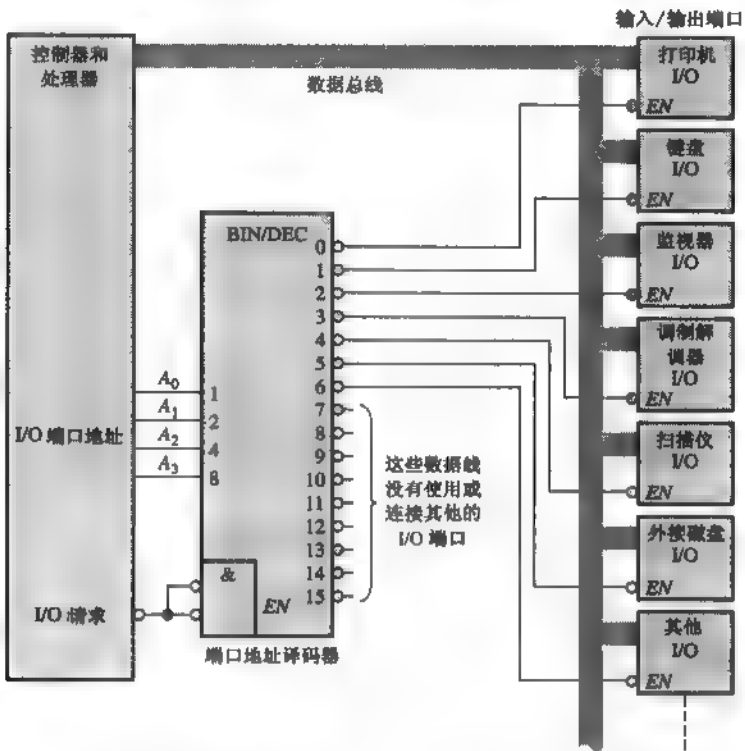 输入/输出端口
控制器和
处理器
数据总线
打印机
I/O
EN
键盘
I/O
EN
监视器
I/O
EN
调制解
调器
I/O
EN
扫描仪
I/O
EN
外接磁盘
I/O
EN
其他
I/O
EN
BIN/DEC
0
1
2
3
4
5
6
7
8
9
10
11
12
13
14
15
A0
A1
A2
A3
1
2
4
8
I/O 端口地址
这些数据线
没有使用或
连接其他的
I/O 端口
&
EN
I/O 请求
端口地址译码器